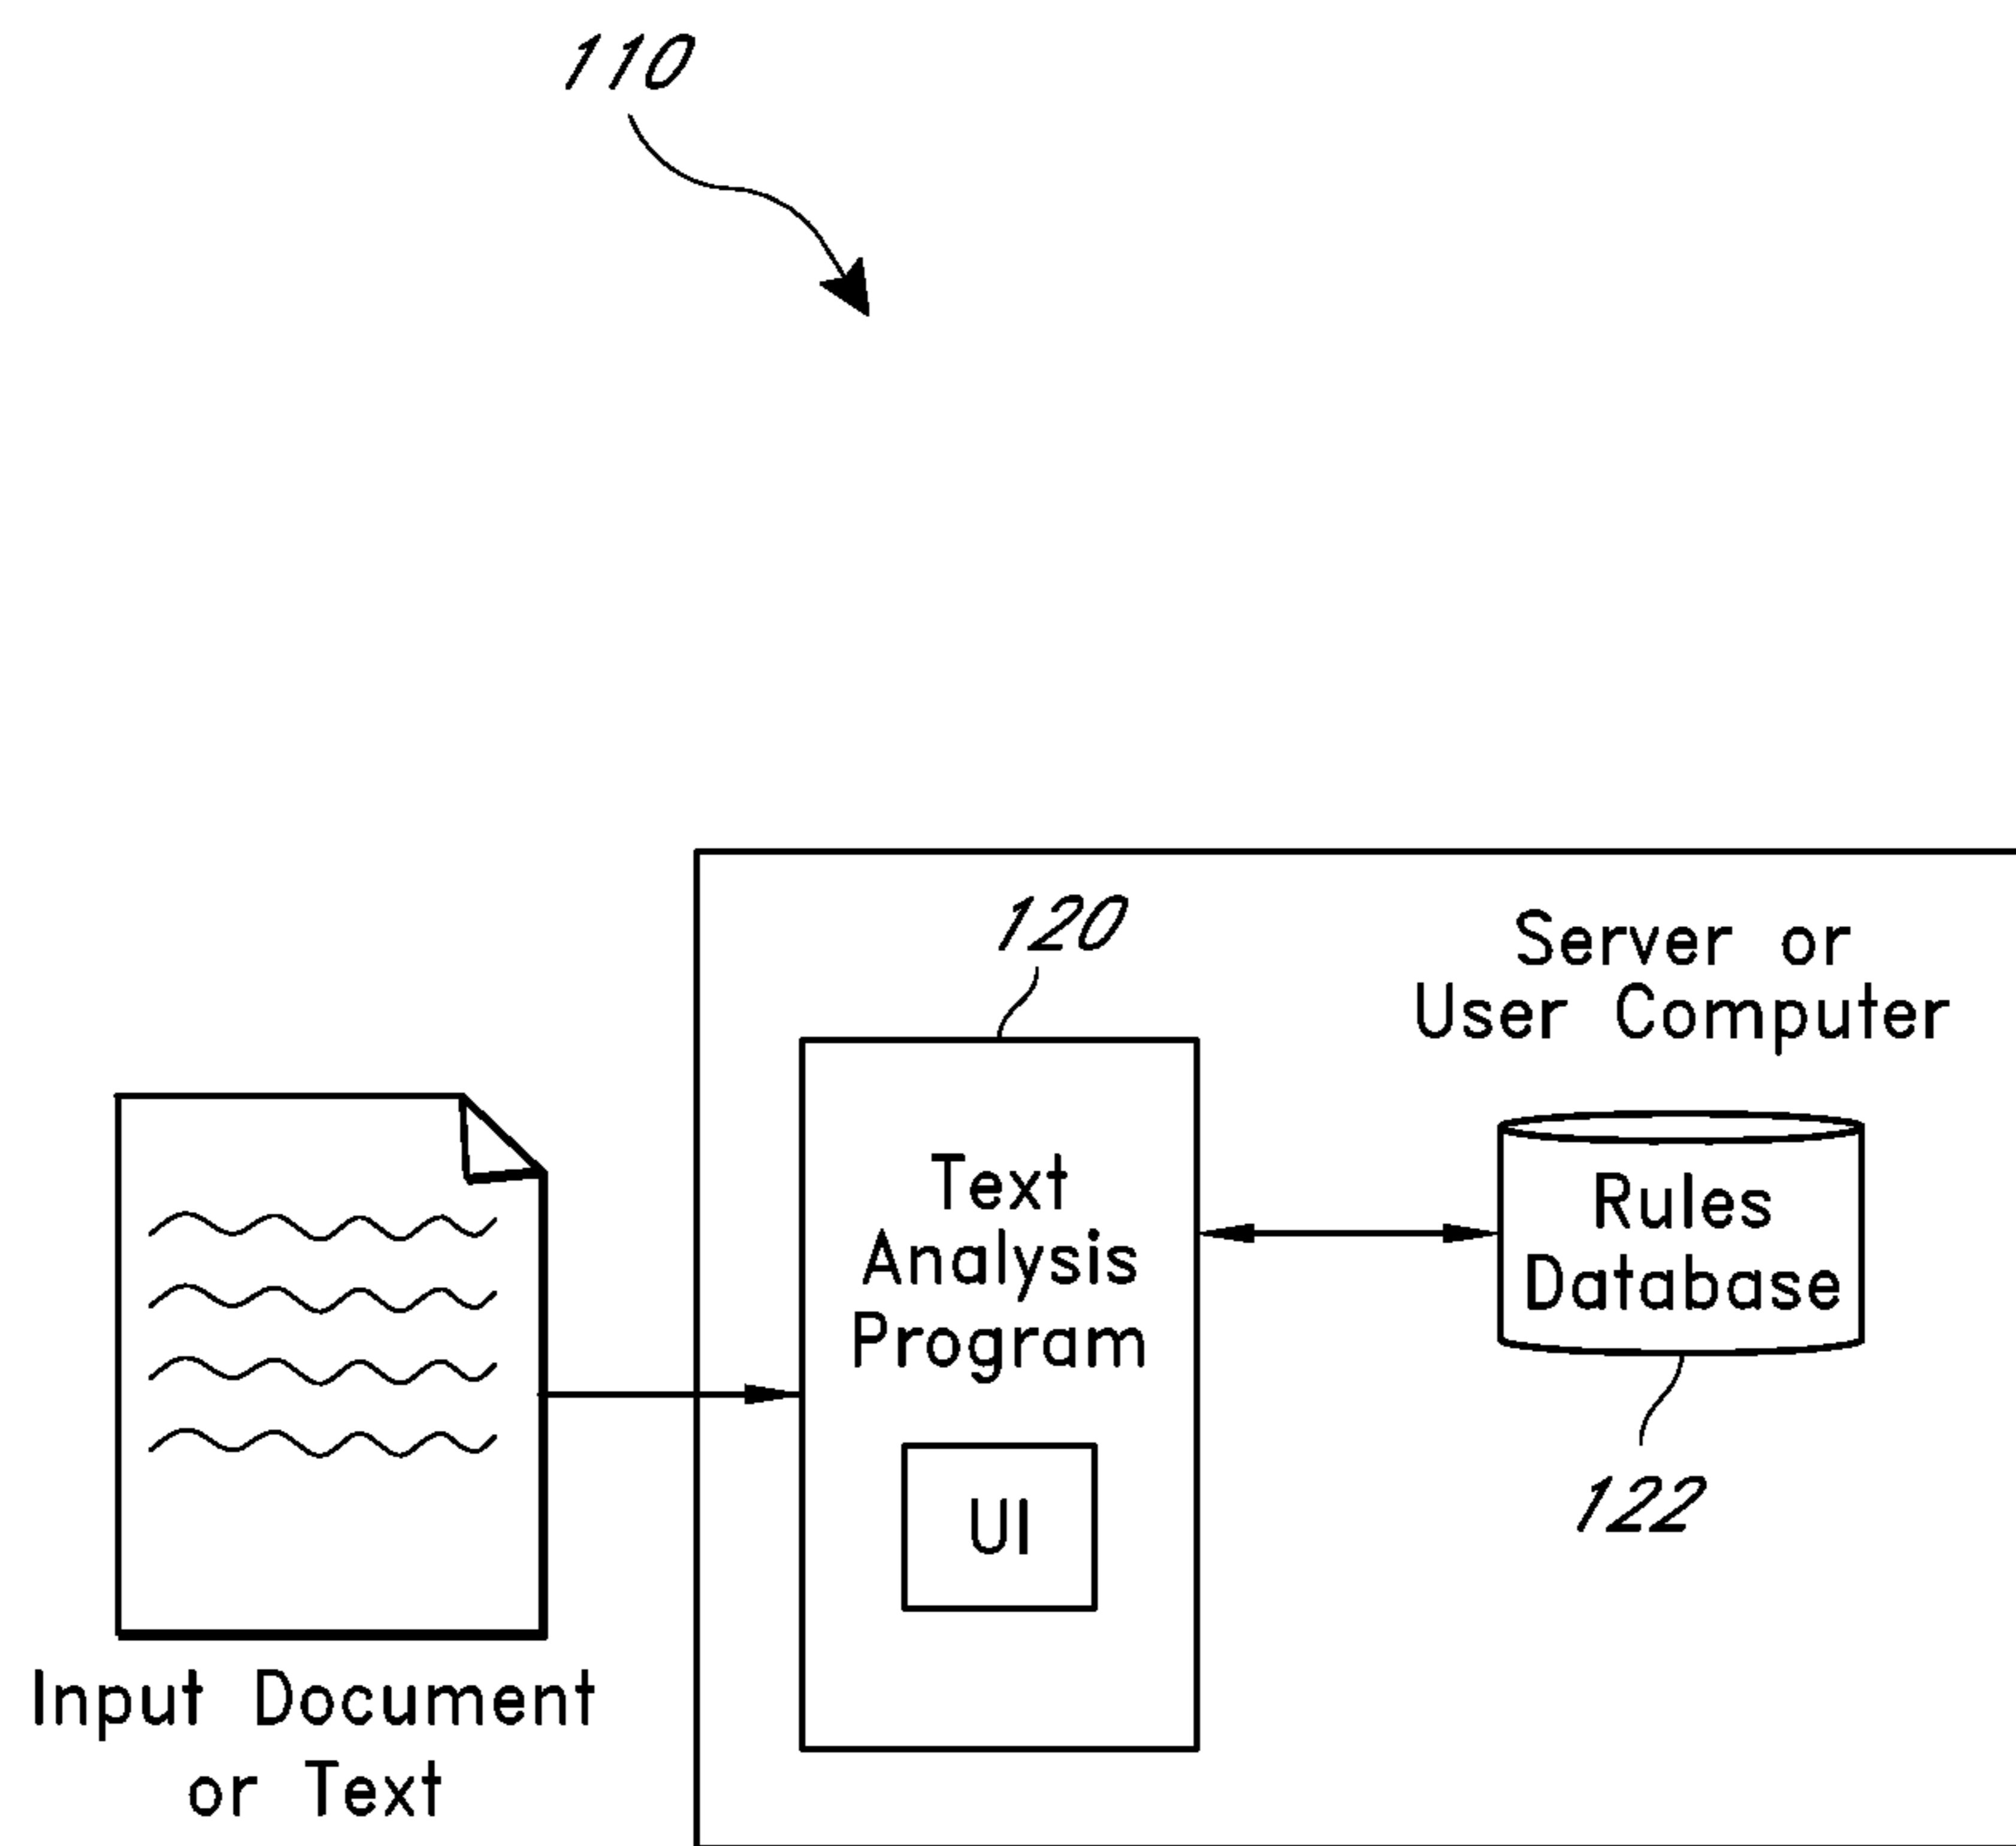 110
120
Server or
User Computer
Text
Analysis
Program
Rules
Database
UI
122
Input Document
or Text